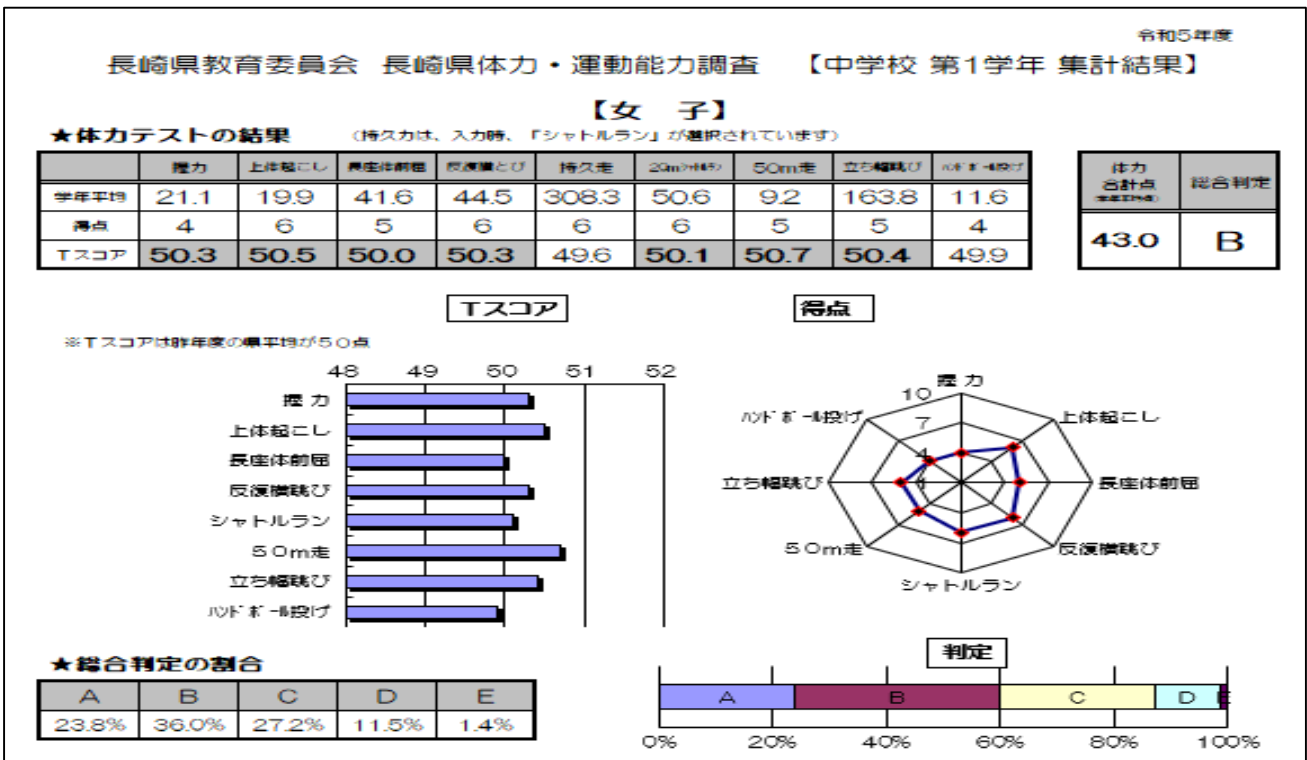 令和5年度
長崎県教育委員会 長崎県体力・運動能力調査 【中学校 第1学年 集計結果】
【女 子】
★体力テストの結果 (持久力は、入力時、「シャトルラン」が選択されています)
握力 上体起こし 長座体前屈 反復横とび 持久走 20mシャトルラン 50m走 立ち幅跳び ハンドボール投げ
学年平均 21.1 19.9 41.6 44.5 308.3 50.6 9.2 163.8 11.6
得点 4 6 5 6 6 6 5 5 4
Tスコア 50.3 50.5 50.0 50.3 49.6 50.1 50.7 50.4 49.9
体力合計点 総合判定
43.0 B
Tスコア
※Tスコアは昨年度の県平均が50点
48 49 50 51 52
握力
上体起こし
長座体前屈
反復横跳び
シャトルラン
50m走
立ち幅跳び
ハンドボール投げ
得点
握力
上体起こし
長座体前屈
反復横跳び
シャトルラン
50m走
立ち幅跳び
ハンドボール投げ
10
7
4
1
★総合判定の割合
A B C D E
23.8% 36.0% 27.2% 11.5% 1.4%
判定
A B C D E
0% 20% 40% 60% 80% 100%